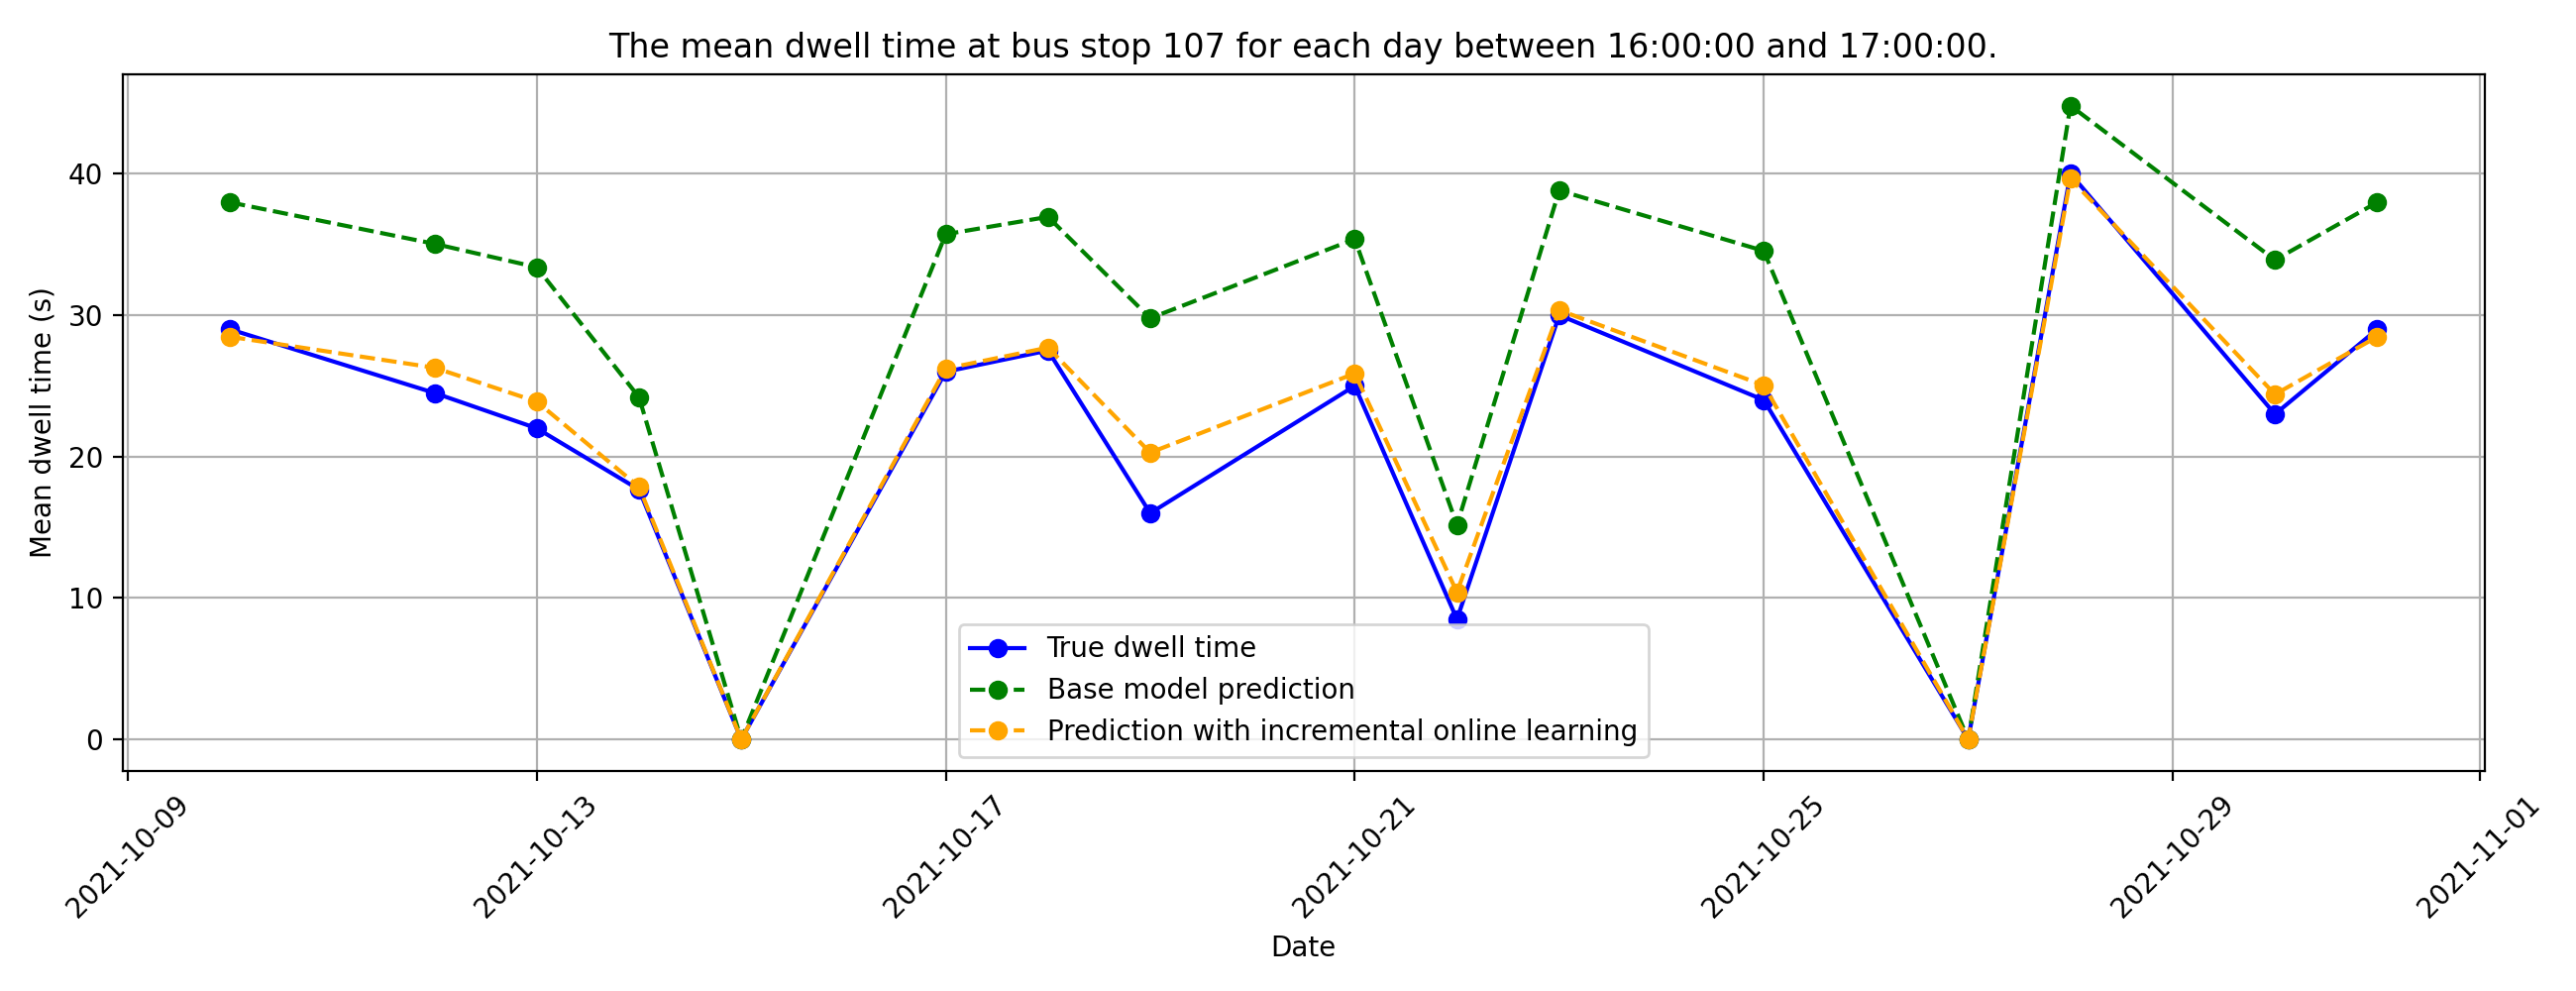 The mean dwell time at bus stop 107 for each day between 16:00:00 and 17:00:00.
Mean dwell time (s)
40
30
20
10
0
True dwell time
Base model prediction
Prediction with incremental online learning
2021-10-09
2021-10-13
2021-10-17
2021-10-21
2021-10-25
2021-10-29
2021-11-01
Date